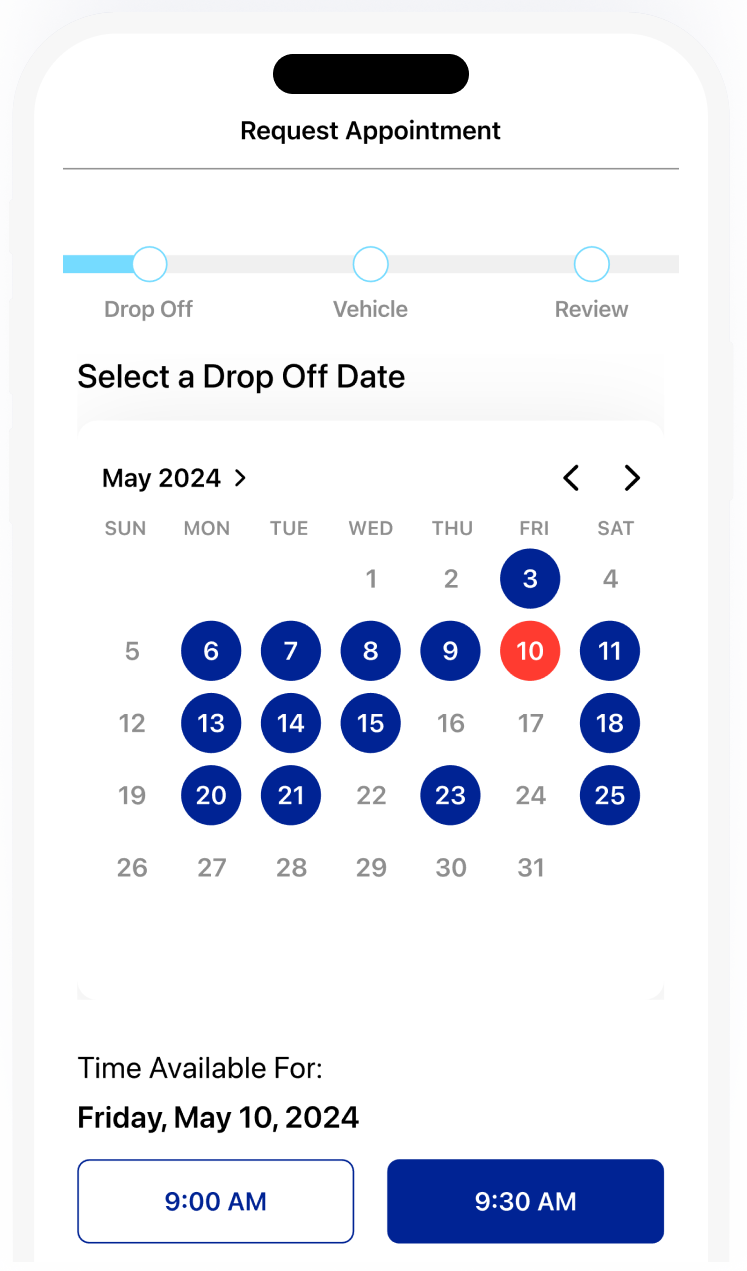 Request Appointment
Drop Off Vehicle Review
Select a Drop Off Date
May 2024
SUN MON TUE WED THU FRI SAT
1 2 3 4
5 6 7 8 9 10 11
12 13 14 15 16 17 18
19 20 21 22 23 24 25
26 27 28 29 30 31
Time Available For:
Friday, May 10, 2024
9:00 AM 9:30 AM